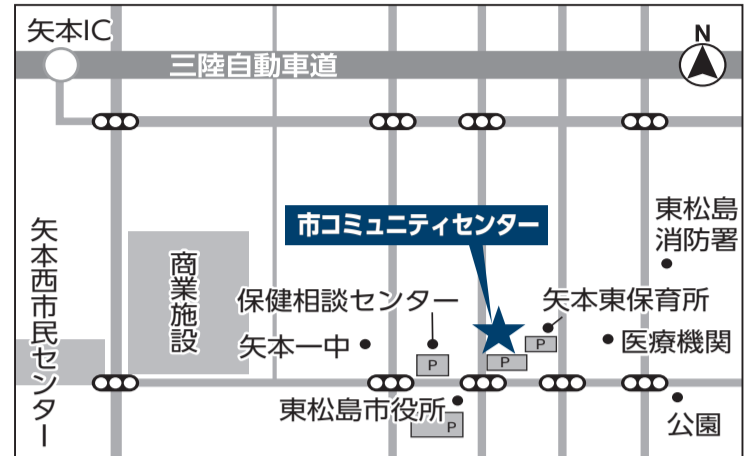 矢本IC
N
三陸自動車道
市コミュニティセンター
東松島
消防署
矢本西市民センター
商業施設
保健相談センター
矢本東保育所
矢本一中
医療機関
P
P
P
東松島市役所
P
公園